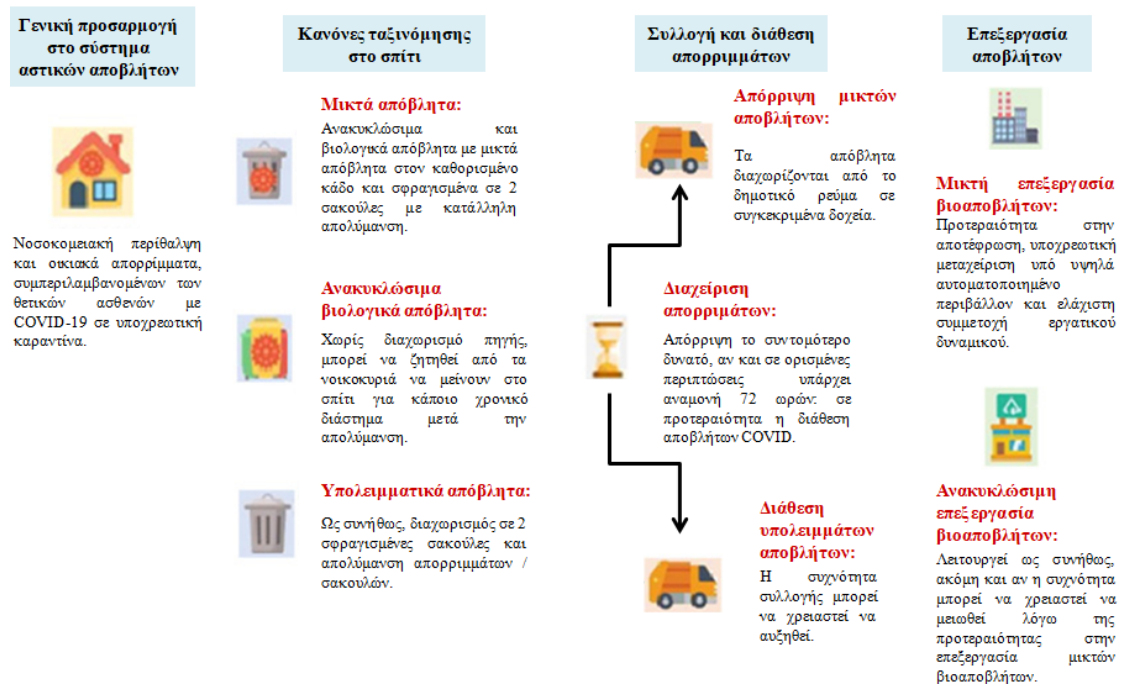 Γενική προσαρμογή
στο σύστημα
αστικών αποβλήτων
Νοσοκομειακή περίθαλψη
και οικιακά απορρίμματα,
συμπεριλαμβανομένων των
θετικών ασθενών με
COVID-19 σε υποχρεωτική
καραντίνα.
Κανόνες ταξινόμησης
στο σπίτι
Μικτά απόβλητα:
Ανακυκλώσιμα και
βιολογικά απόβλητα με μικτά
απόβλητα στον καθορισμένο
κάδο και σφραγισμένα σε 2
σακούλες με κατάλληλη
απολύμανση.
Ανακυκλώσιμα
βιολογικά απόβλητα:
Χωρίς διαχωρισμό πηγής,
μπορεί να ζητηθεί από τα
νοικοκυριά να μείνουν στο
σπίτι για κάποιο χρονικό
διάστημα μετά την
απολύμανση.
Υπολειμματικά απόβλητα:
Ως συνήθως, διαχωρισμός σε 2
σφραγισμένες σακούλες και
απολύμανση απορριμμάτων /
σακουλών.
Συλλογή και διάθεση
απορριμμάτων
Απόρριψη μικτών
αποβλήτων:
Τα απόβλητα
διαχωρίζονται από το
δημοτικό ρεύμα σε
συγκεκριμένα δοχεία.
Διαχείριση
απορριμάτων:
Απόρριψη το συντομότερο
δυνατό, αν και σε ορισμένες
περιπτώσεις υπάρχει
αναμονή 72 ωρών: σε
προτεραιότητα η διάθεση
αποβλήτων COVID.
Διάθεση
υπολειμμάτων
αποβλήτων:
Η συχνότητα
συλλογής μπορεί
να χρειαστεί να
αυξηθεί.
Επεξεργασία
αποβλήτων
Μικτή επεξεργασία
βιοαποβλήτων:
Προτεραιότητα στην
αποτέφρωση, υποχρεωτική
μεταχείριση υπό υψηλά
αυτοματοποιημένο
περιβάλλον και ελάχιστη
συμμετοχή εργατικού
δυναμικού.
Ανακυκλώσιμη
επεξεργασία
βιοαποβλήτων:
Λειτουργεί ως συνήθως,
ακόμη και αν η συχνότητα
μπορεί να χρειαστεί να
μειωθεί λόγω της
προτεραιότητας στην
επεξεργασία μικτών
βιοαποβλήτων.